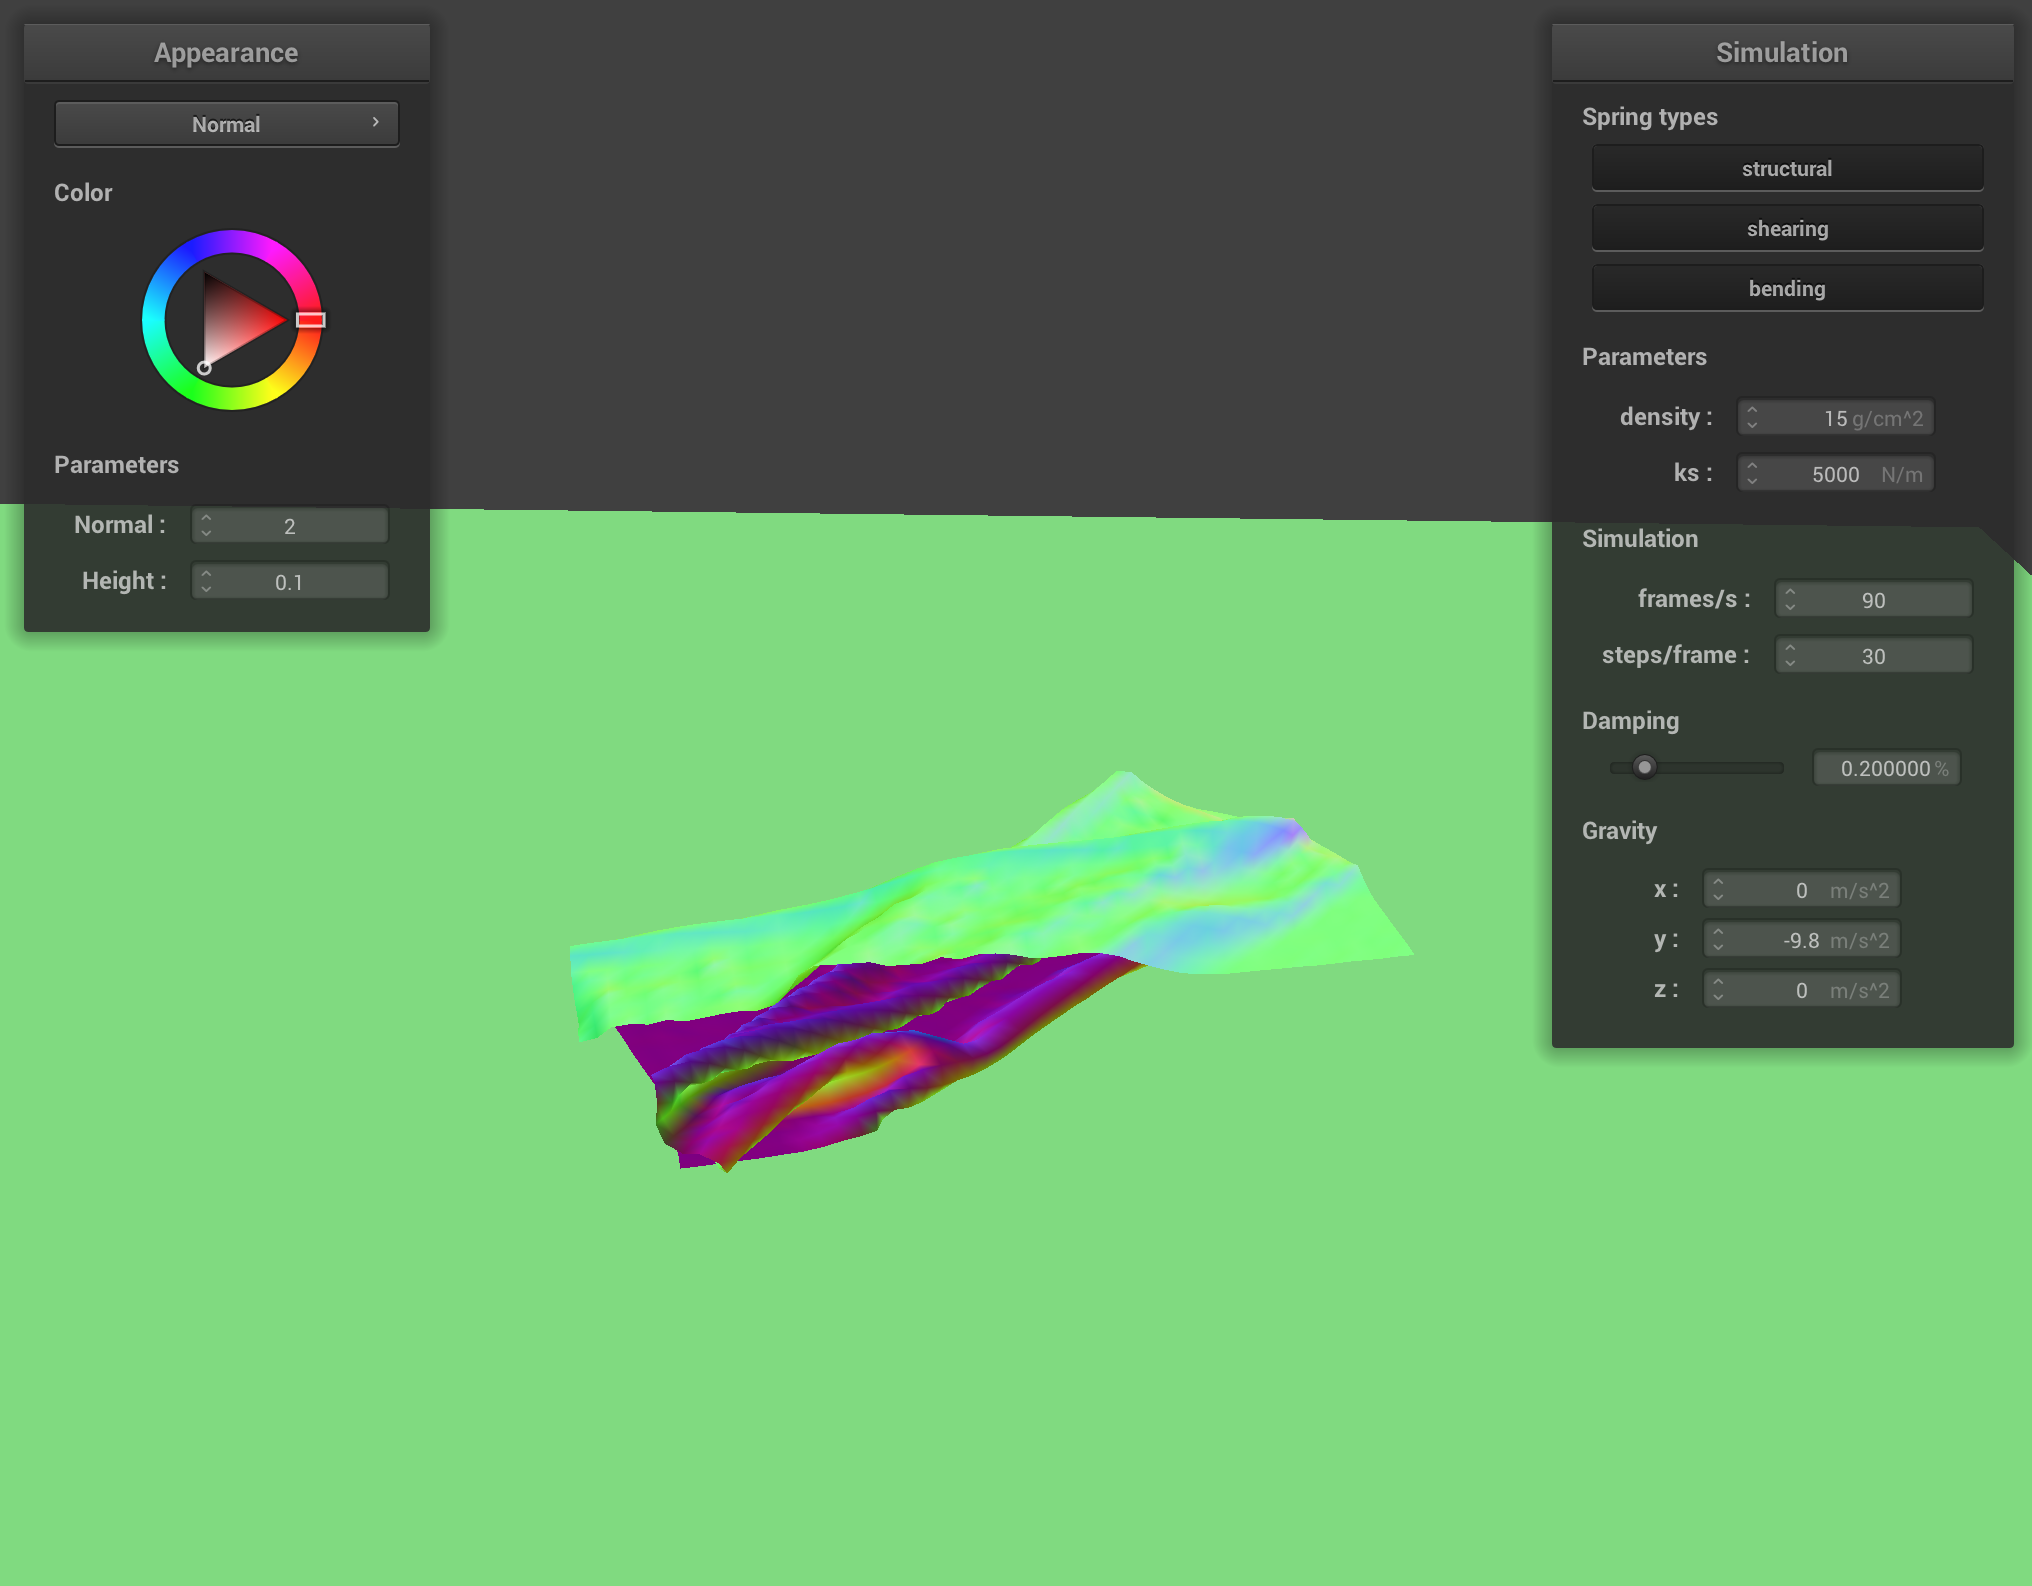 Appearance
Normal
Color
Parameters
Normal : 2
Height : 0.1
Simulation
Spring types
structural
shearing
bending
Parameters
density : 15 g/cm^2
ks : 5000 N/m
Simulation
frames/s : 90
steps/frame : 30
Damping
0.200000 %
Gravity
x : 0 m/s^2
y : -9.8 m/s^2
z : 0 m/s^2